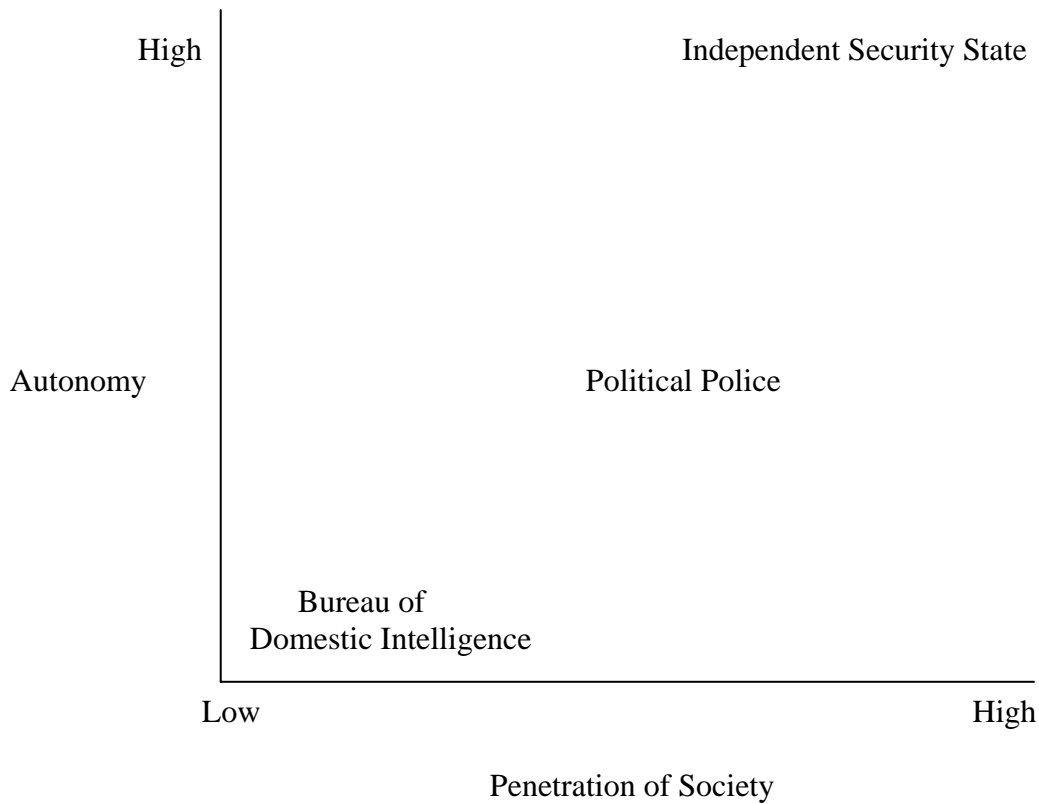 High
Independent Security State
Autonomy
Political Police
Bureau of
Domestic Intelligence
Low
High
Penetration of Society